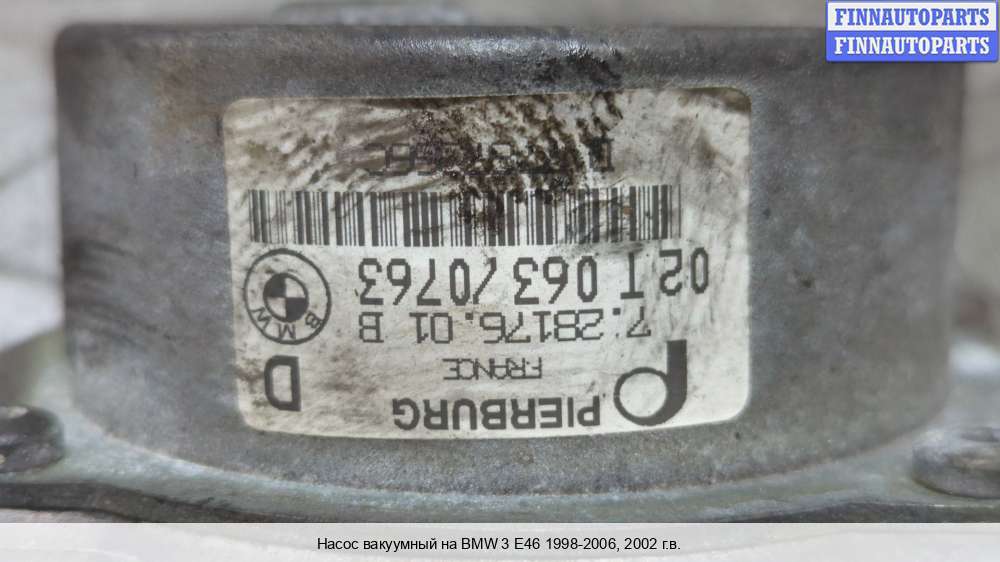 FINNAUTOPARTS
FINNAUTOPARTS
PIERBURG
FRANCE
D
7.28176.01 B
BMW
02T 063/0763
Насос вакуумный на BMW 3 E46 1998-2006, 2002 г.в.